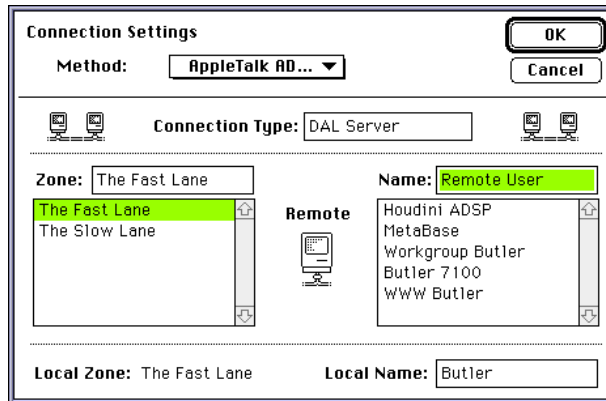 Connection Settings
OK
Method: AppleTalk AD...
Cancel
Connection Type: DAL Server
Zone: The Fast Lane
Name: Remote User
The Fast Lane
The Slow Lane
Remote
Houdini ADSP
MetaBase
Workgroup Butler
Butler 7100
WWW Butler
Local Zone: The Fast Lane
Local Name: Butler